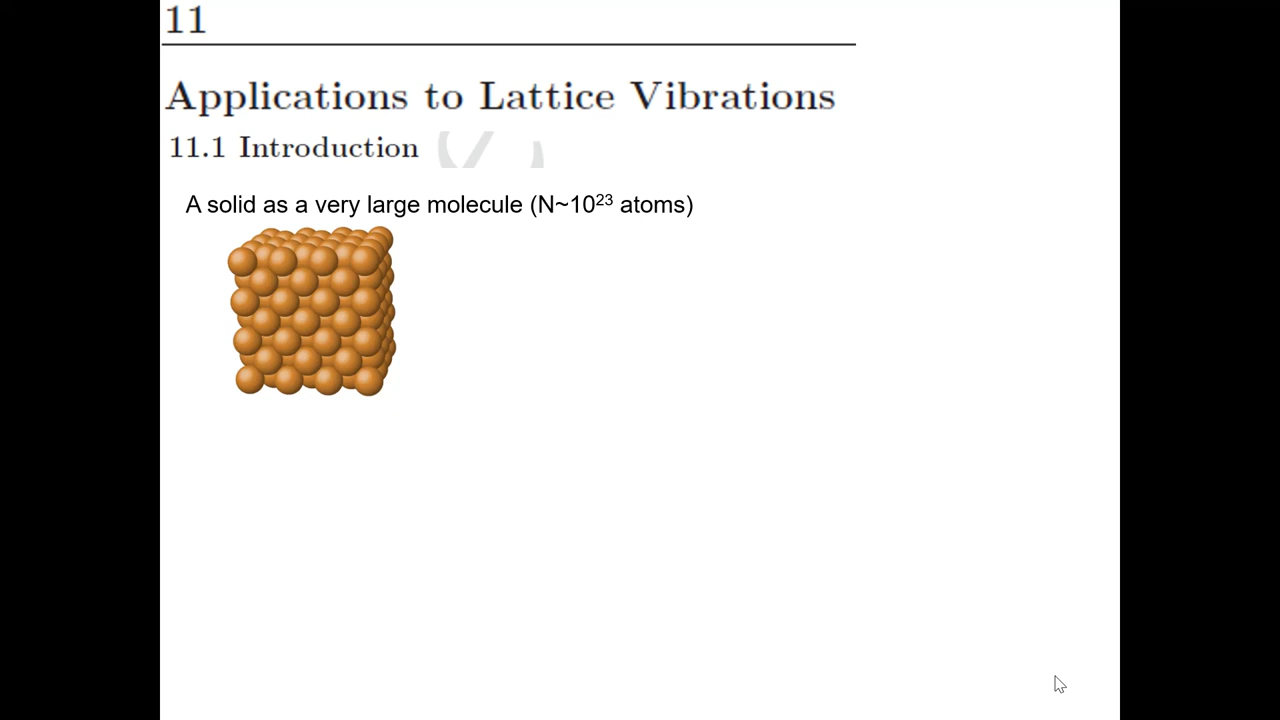 11
Applications to Lattice Vibrations
11.1 Introduction
A solid as a very large molecule (N~10²³ atoms)